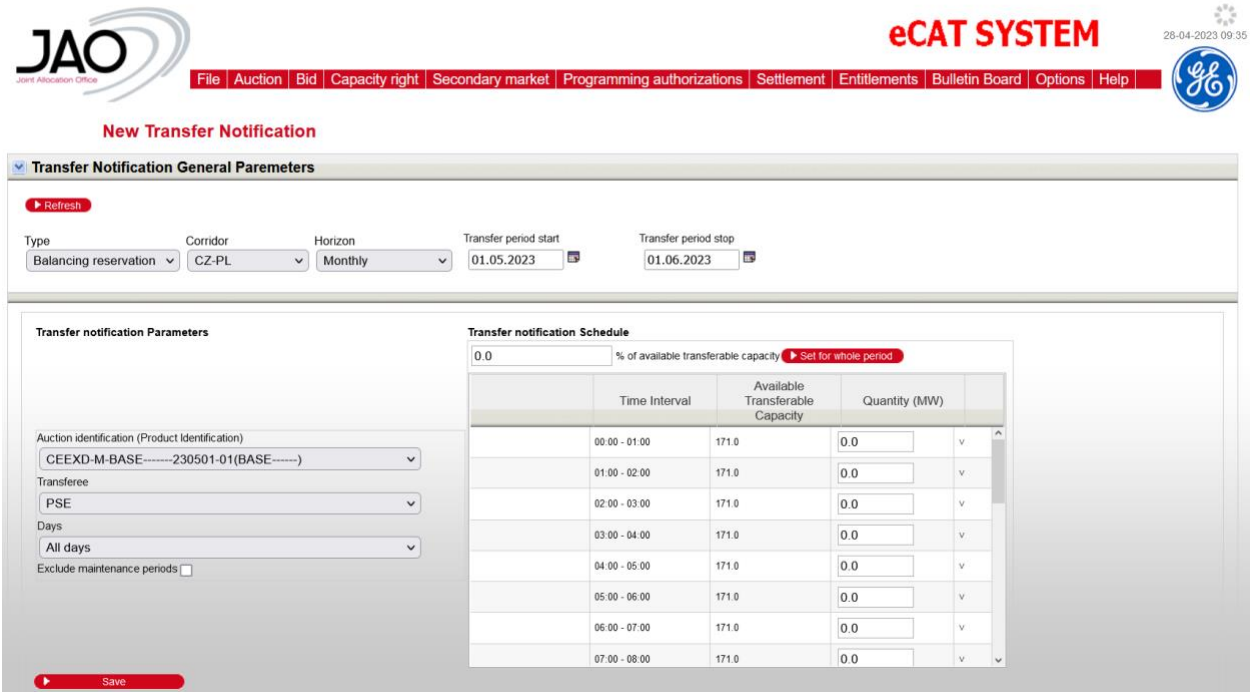 JAO
Joint Allocation Office
eCAT SYSTEM
28-04-2023 09:35
File Auction Bid Capacity right Secondary market Programming authorizations Settlement Entitlements Bulletin Board Options Help
New Transfer Notification
Transfer Notification General Paremeters
Refresh
Type Corridor Horizon Transfer period start Transfer period stop
Balancing reservation CZ-PL Monthly 01.05.2023 01.06.2023
Transfer notification Parameters Transfer notification Schedule
0.0 % of available transferable capacity Set for whole period
Time Interval Available Transferable Capacity Quantity (MW)
Auction identification (Product Identification)
CEEXD-M-BASE-------230501-01(BASE------)
Transferee
PSE
Days
All days
Exclude maintenance periods
00:00 - 01:00 171.0 0.0 v
01:00 - 02:00 171.0 0.0 v
02:00 - 03:00 171.0 0.0 v
03:00 - 04:00 171.0 0.0 v
04:00 - 05:00 171.0 0.0 v
05:00 - 06:00 171.0 0.0 v
06:00 - 07:00 171.0 0.0 v
07:00 - 08:00 171.0 0.0 v
Save